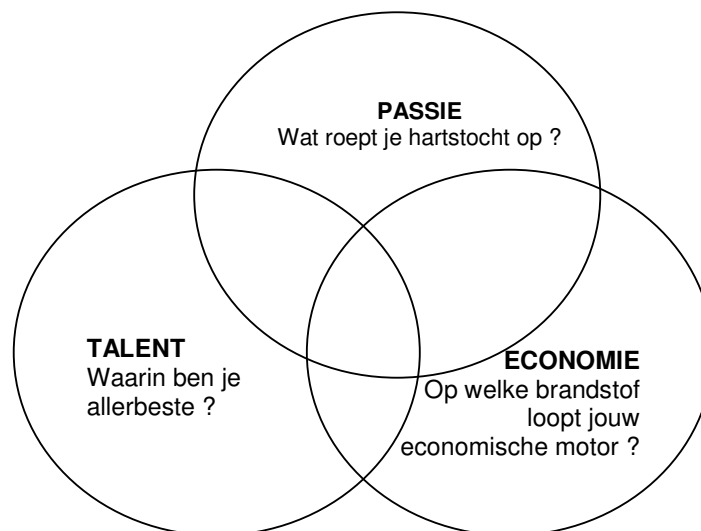 PASSIE
Wat roept je hartstocht op ?
TALENT
Waarin ben je
allerbeste ?
ECONOMIE
Op welke brandstof
loopt jouw
economische motor ?